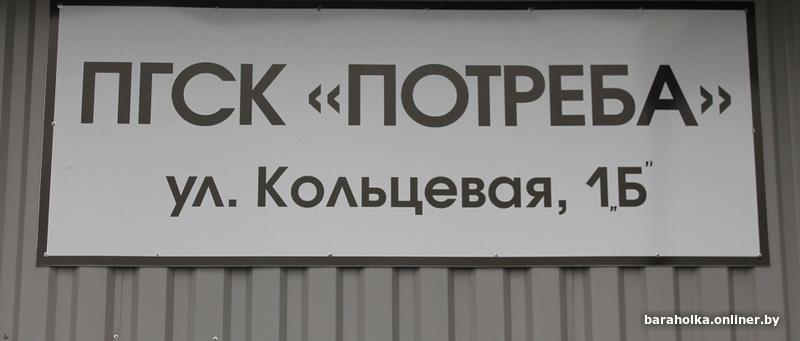 ПГСК «ПОТРЕБА»
ул. Кольцевая, 1„Б”
baraholka.onliner.by